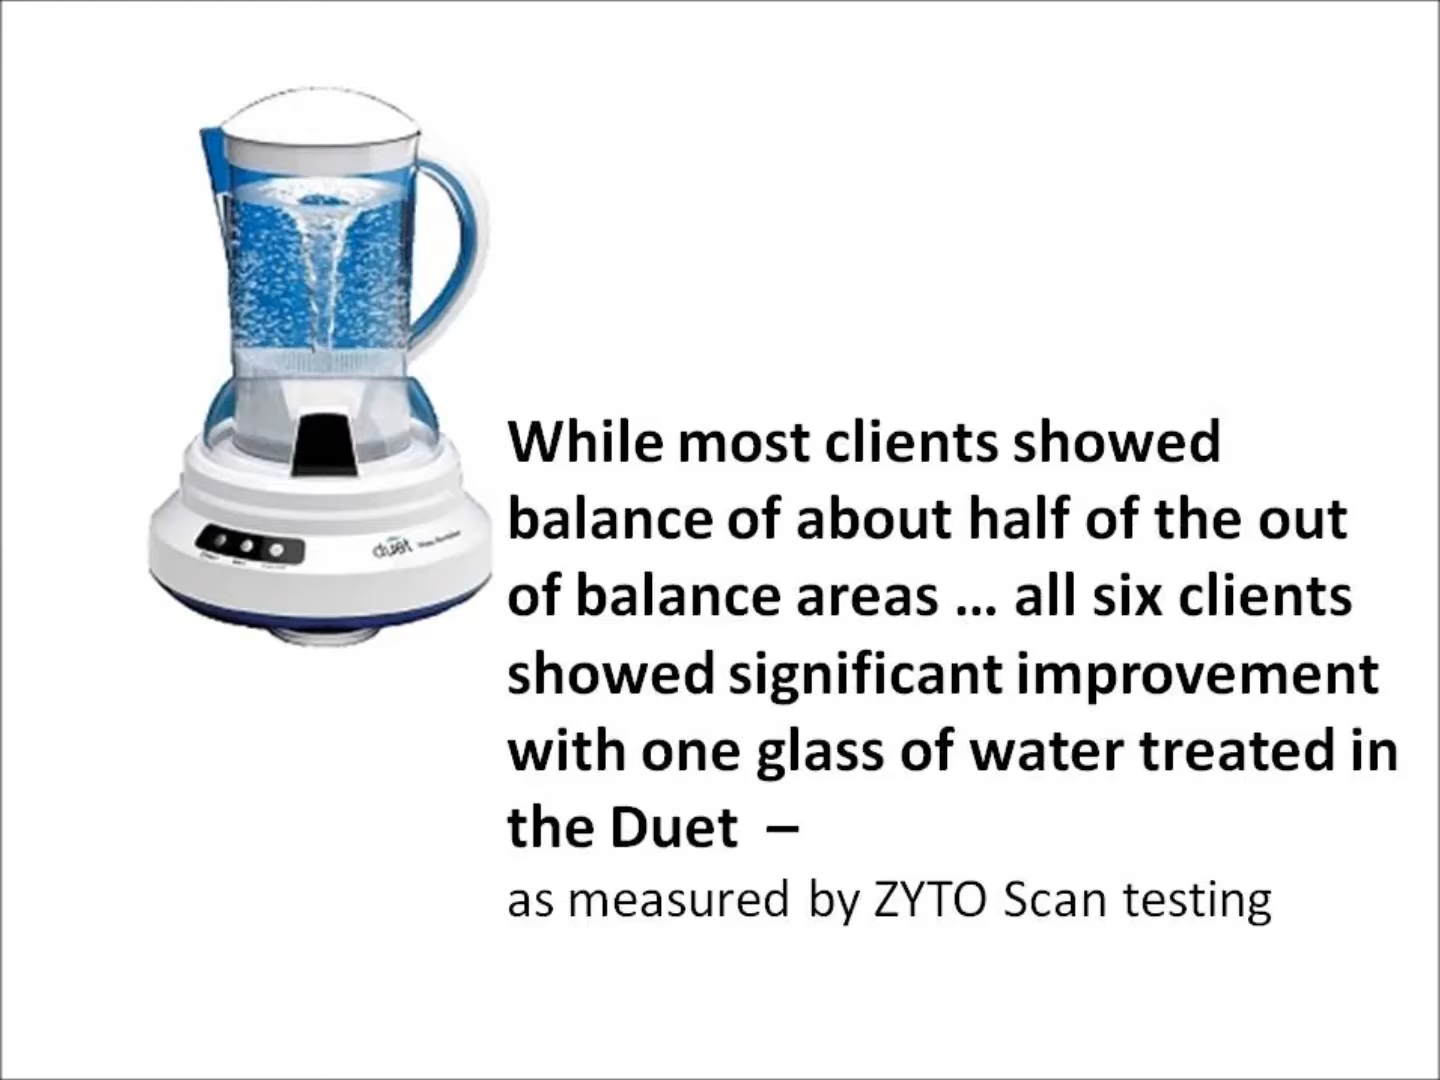 duet
While most clients showed
balance of about half of the out
of balance areas ... all six clients
showed significant improvement
with one glass of water treated in
the Duet –
as measured by ZYTO Scan testing